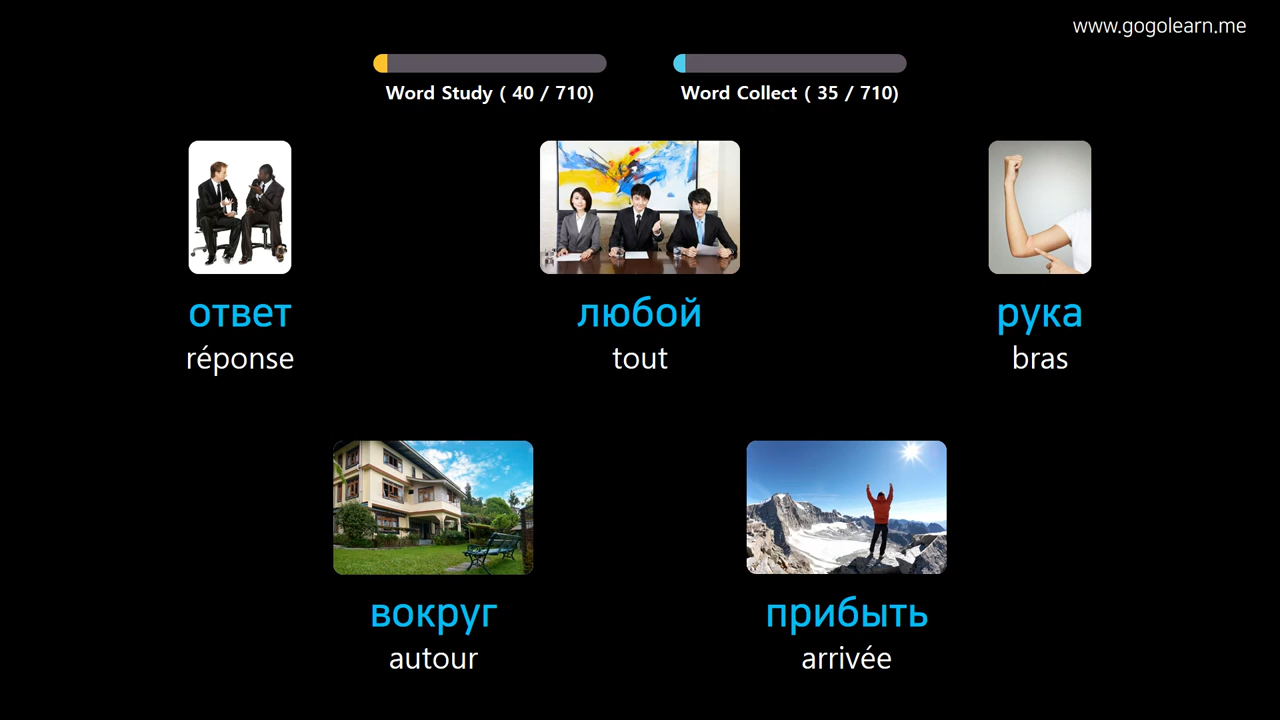 www.gogolearn.me
Word Study ( 40 / 710)
Word Collect ( 35 / 710)
ответ
réponse
любой
tout
рука
bras
вокруг
autour
прибыть
arrivée